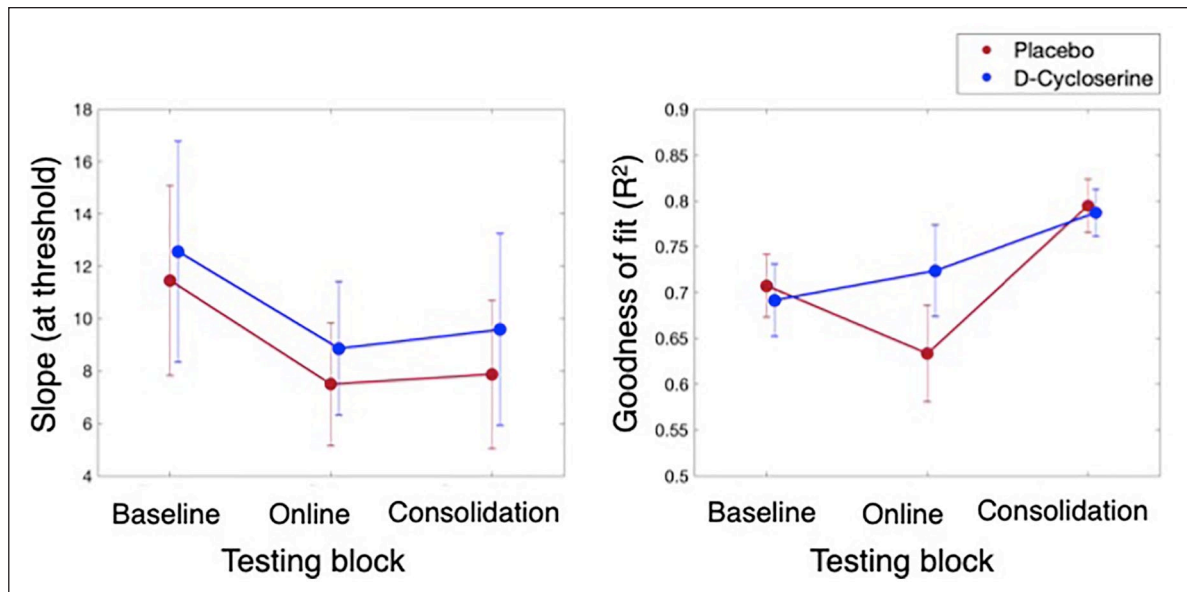 Placebo
D-Cycloserine
Slope (at threshold)
18
16
14
12
10
8
6
4
Baseline Online Consolidation
Testing block
Goodness of fit (R²)
0.9
0.85
0.8
0.75
0.7
0.65
0.6
0.55
0.5
Baseline Online Consolidation
Testing block